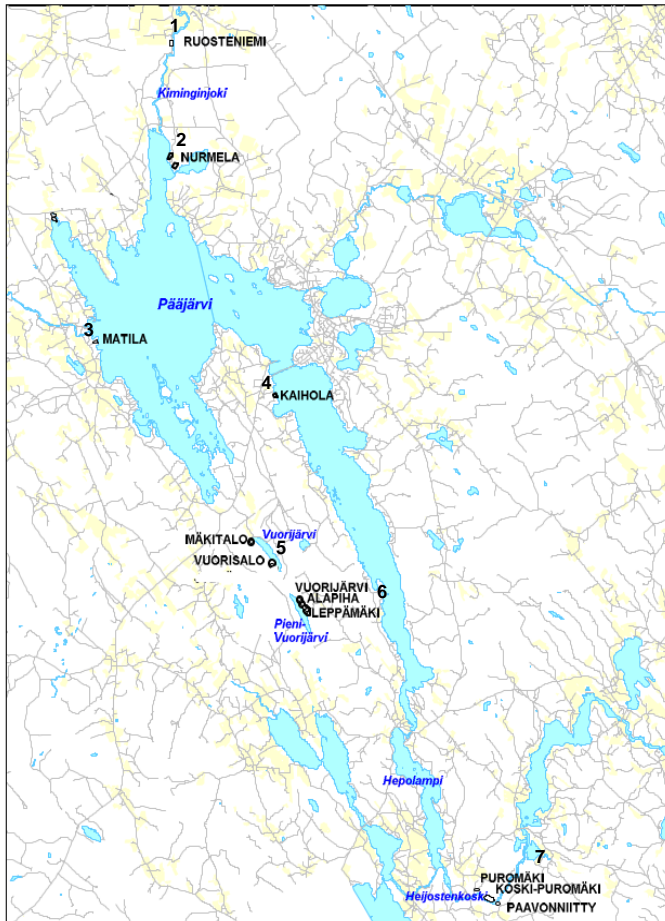 1
RUOSTENIEMI
Kiminginjoki
2
NURMELA
Pääjärvi
3
MATILA
4
KAIHOLA
MÄKITALO
Vuorijärvi
5
VUORISALO
VUORIJÄRVI
ALAPIHA
6
LEPPÄMÄKI
Pieni-
Vuorijärvi
Hepolampi
7
PUROMÄKI
Heijostenkoski
KOSKI-PUROMÄKI
PAAVONNIITTY